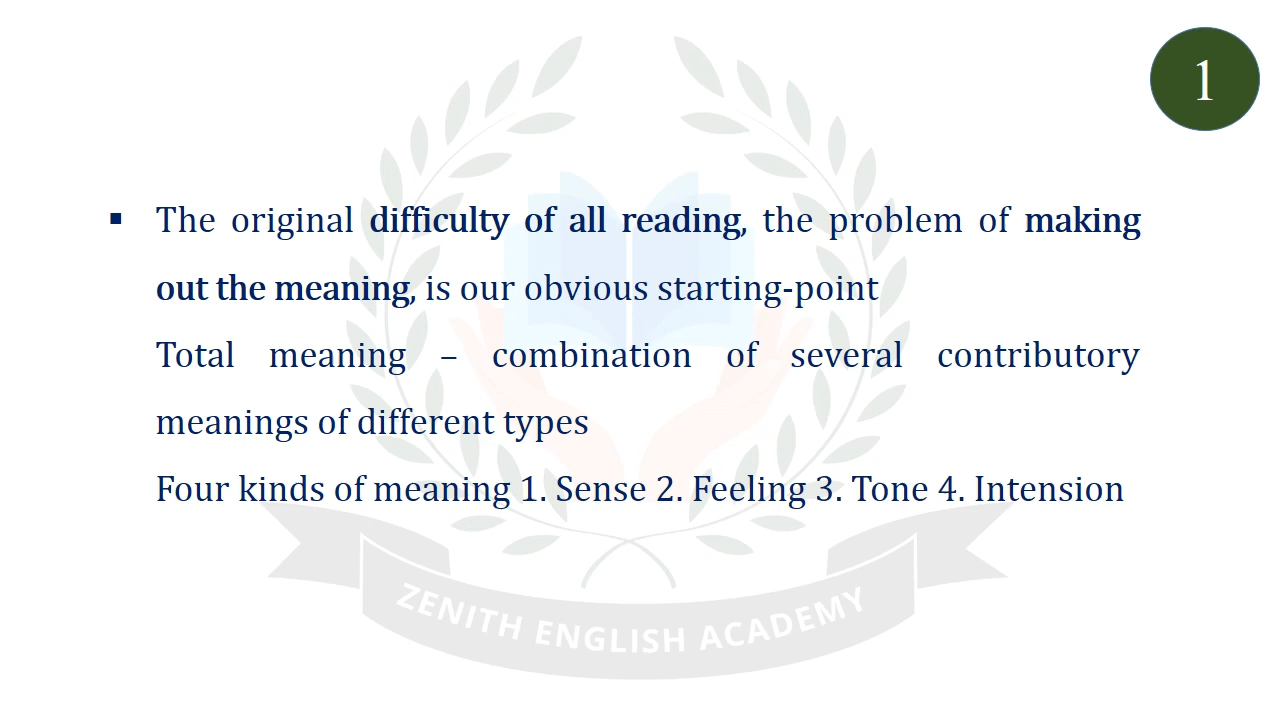 1
▪ The original difficulty of all reading, the problem of making
out the meaning, is our obvious starting-point
Total meaning – combination of several contributory
meanings of different types
Four kinds of meaning 1. Sense 2. Feeling 3. Tone 4. Intension
ZENITH ENGLISH ACADEMY